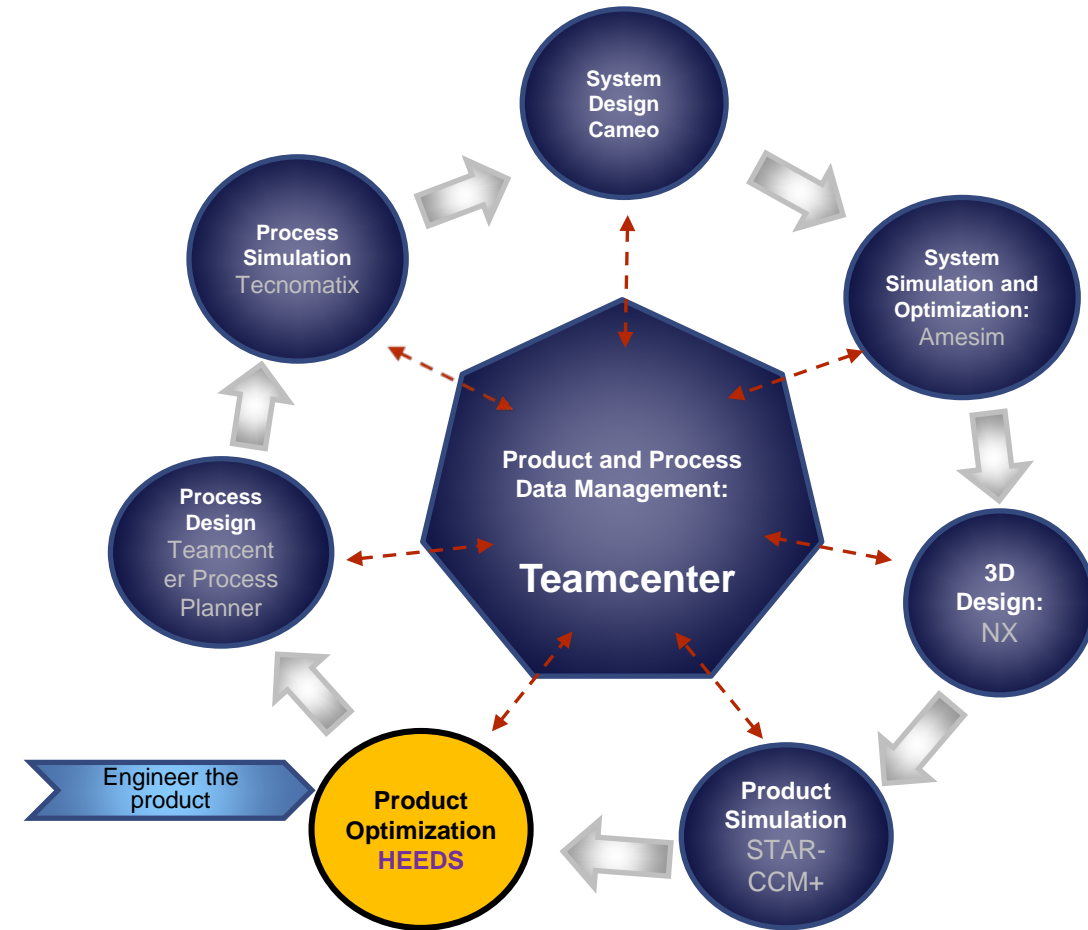 System
Design
Cameo
Process
Simulation
Tecnomatix
System
Simulation and
Optimization:
Amesim
Product and Process
Data Management:
Teamcenter
Process
Design
Teamcent
er Process
Planner
3D
Design:
NX
Engineer the
product
Product
Optimization
HEEDS
Product
Simulation
STAR-
CCM+